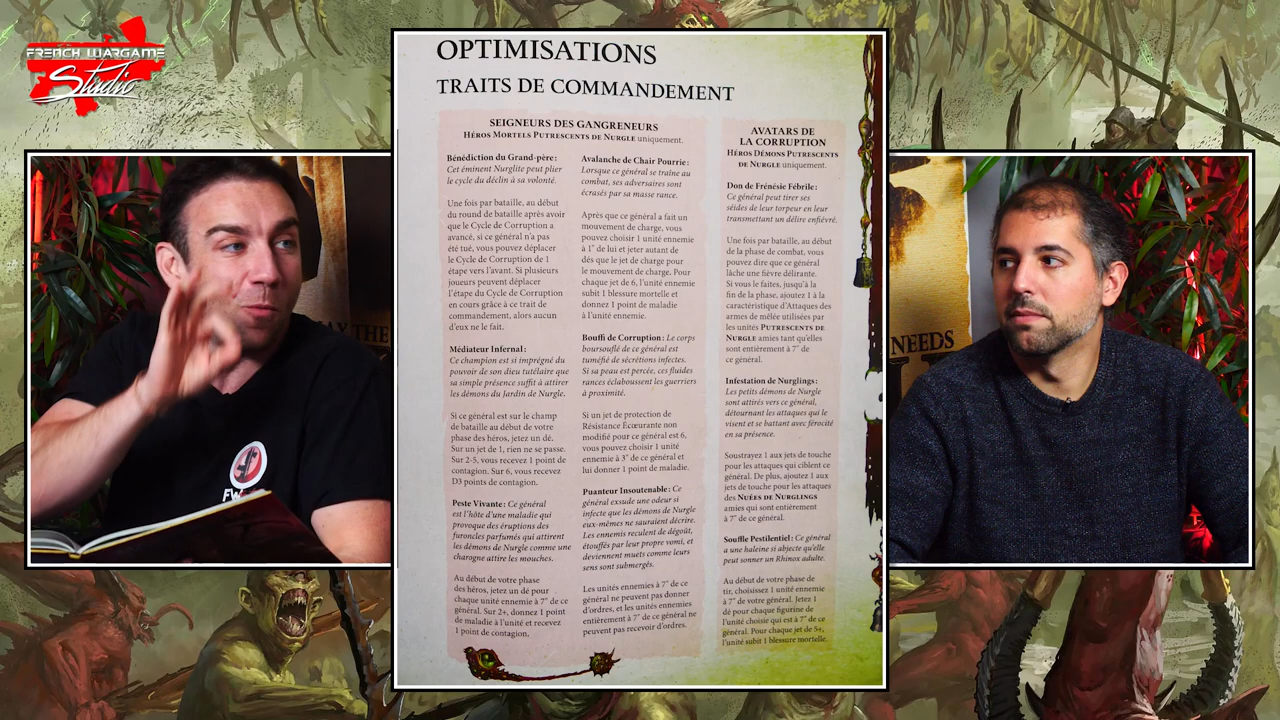 FRENCH WARGAME
Studio
OPTIMISATIONS
TRAITS DE COMMANDEMENT
SEIGNEURS DES GANGRENEURS
HÉROS MORTELS PUTRESCENTS DE NURGLE uniquement.
Bénédiction du Grand-père :
Cet éminent Nurglite peut plier
le cycle du déclin à sa volonté.
Une fois par bataille, au début
du round de bataille après avoir
que le Cycle de Corruption a
avancé, si ce général n'a pas
été tué, vous pouvez déplacer
le Cycle de Corruption de 1
étape vers l'avant. Si plusieurs
joueurs peuvent déplacer
l'étape du Cycle de Corruption
en cours grâce à ce trait de
commandement, alors aucun
d'eux ne le fait.
Médiateur Infernal :
Ce champion est si imprégné du
pouvoir de son dieu tutélaire que
sa simple présence suffit à attirer
les démons du Jardin de Nurgle.
Si ce général est sur le champ
de bataille au début de votre
phase des héros, jetez un dé.
Sur un jet de 1, rien ne se passe.
Sur 2-5, vous recevez 1 point de
contagion. Sur 6, vous recevez
D3 points de contagion.
Peste Vivante : Ce général
est l'hôte d'une maladie qui
provoque des éruptions des
furoncles parfumés qui attirent
les démons de Nurgle comme une
charogne attire les mouches.
Au début de votre phase
des héros, jetez un dé pour
chaque unité ennemie à 7" de ce
général. Sur 2+, donnez 1 point
de maladie à l'unité et recevez
1 point de contagion.
Avalanche de Chair Pourrie :
Lorsque ce général se traîne au
combat, ses adversaires sont
écrasés par sa masse rance.
Après que ce général a fait un
mouvement de charge, vous
pouvez choisir 1 unité ennemie
à 1" de lui et jeter autant de
dés que le jet de charge pour
le mouvement de charge. Pour
chaque jet de 6, l'unité ennemie
subit 1 blessure mortelle et
donnez 1 point de maladie
à l'unité ennemie.
Bouffi de Corruption : Le corps
boursouflé de ce général est
tuméfié de sécrétions infectes.
Si sa peau est percée, ces fluides
rances éclaboussent les guerriers
à proximité.
Si un jet de protection de
Résistance Écœurante non
modifié pour ce général est 6,
vous pouvez choisir 1 unité
ennemie à 3" de ce général et
lui donner 1 point de maladie.
Puanteur Insoutenable : Ce
général exsude une odeur si
infecte que les démons de Nurgle
eux-mêmes ne sauraient décrire.
Les ennemis reculent de dégoût,
étouffés par leur propre vomi, et
deviennent muets comme leurs
sens sont submergés.
Les unités ennemies à 7" de ce
général ne peuvent pas donner
d'ordres, et les unités ennemies
entièrement à 7" de ce général ne
peuvent pas recevoir d'ordres.
AVATARS DE
LA CORRUPTION
HÉROS DÉMONS PUTRESCENTS
DE NURGLE uniquement.
Don de Frénésie Fébrile :
Ce général peut tirer ses
séides de leur torpeur en leur
transmettant un délire enfiévré.
Une fois par bataille, au début
de la phase de combat, vous
pouvez dire que ce général
lâche une fièvre délirante.
Si vous le faites, jusqu'à la
fin de la phase, ajoutez 1 à la
caractéristique d'Attaques des
armes de mêlée utilisées par
les unités PUTRESCENTS DE
NURGLE amies tant qu'elles
sont entièrement à 7" de
ce général.
Infestation de Nurglings :
Les petits démons de Nurgle
sont attirés vers ce général,
détournant les attaques qui le
visent et se battant avec férocité
en sa présence.
Soustrayez 1 aux jets de touche
pour les attaques qui ciblent ce
général. De plus, ajoutez 1 aux
jets de touche pour les attaques
des NUÉES DE NURGLINGS
amies qui sont entièrement
à 7" de ce général.
Souffle Pestilentiel : Ce général
a une haleine si abjecte qu'elle
peut sonner un Rhinox adulte.
Au début de votre phase de
tir, choisissez 1 unité ennemie
à 7" de votre général. Jetez 1
dé pour chaque figurine de
l'unité choisie qui est à 7" de ce
général. Pour chaque jet de 5+,
l'unité subit 1 blessure mortelle.
NEEDS